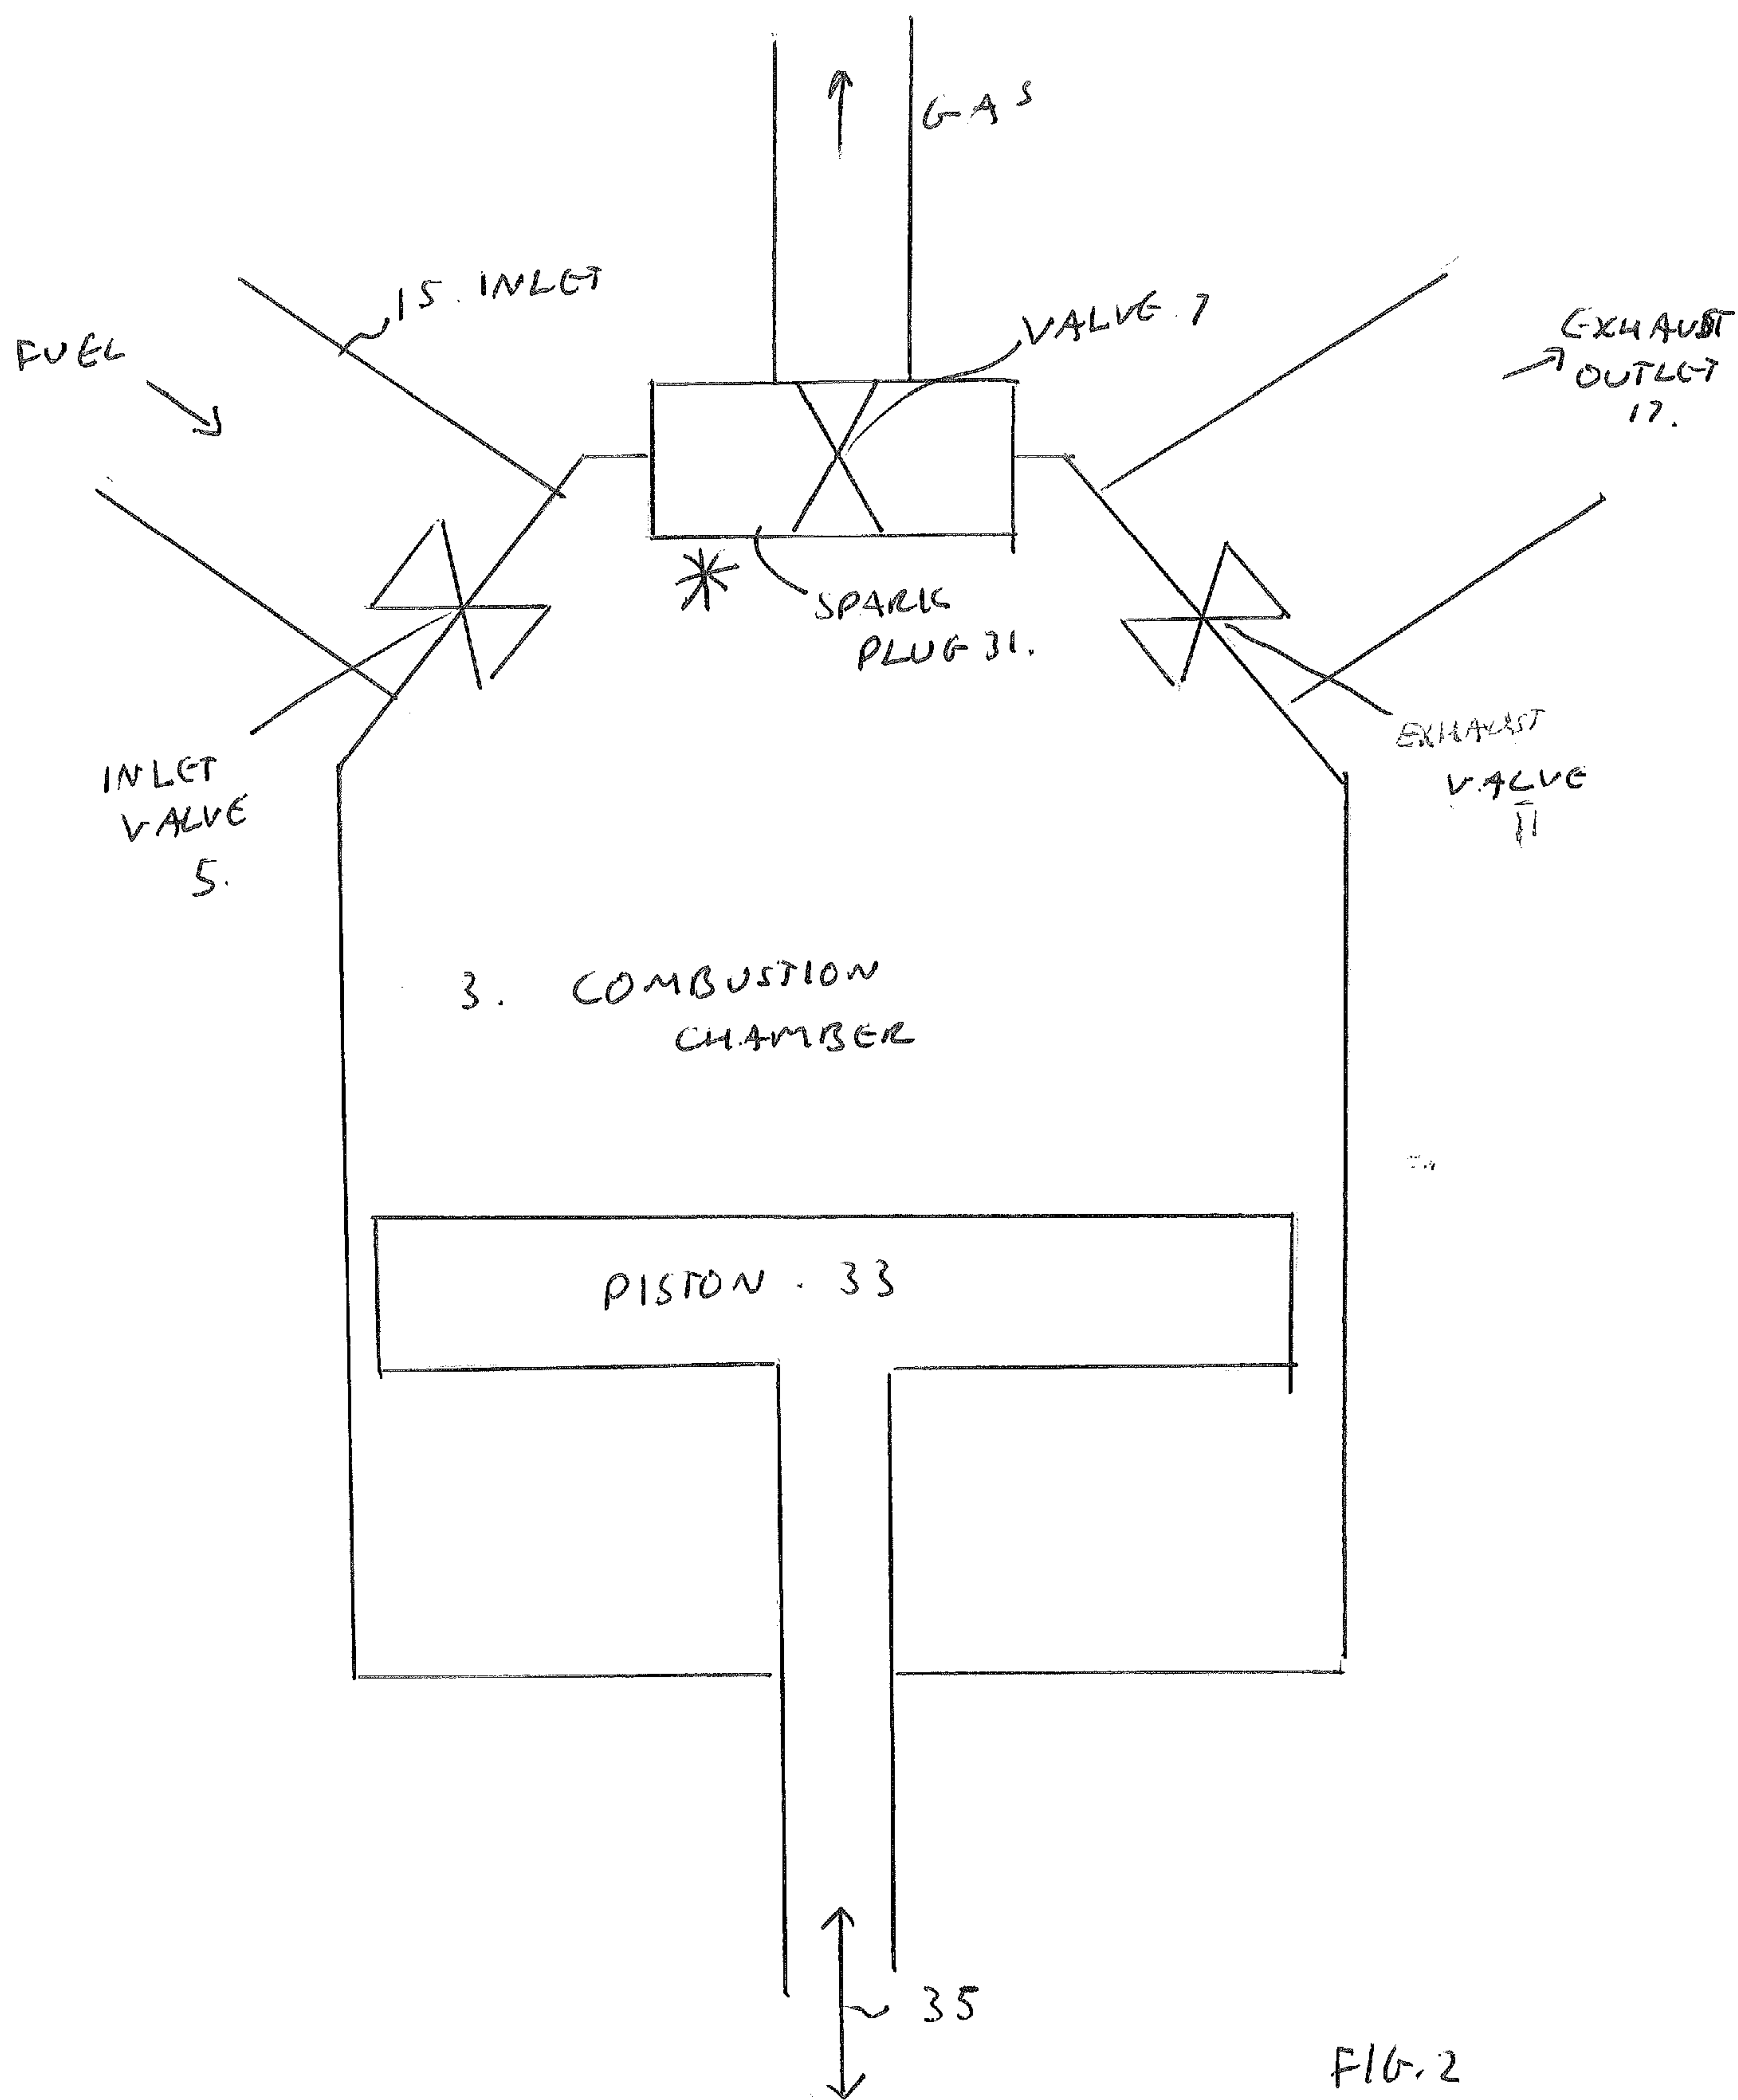 GAS
15. INLET
FUEL
VALVE. 7
EXHAUST
OUTLET
17.
SPARK
PLUG 31.
INLET
VALVE
5.
EXHAUST
VALVE
11
3. COMBUSTION
CHAMBER
PISTON . 33
35
FIG. 2